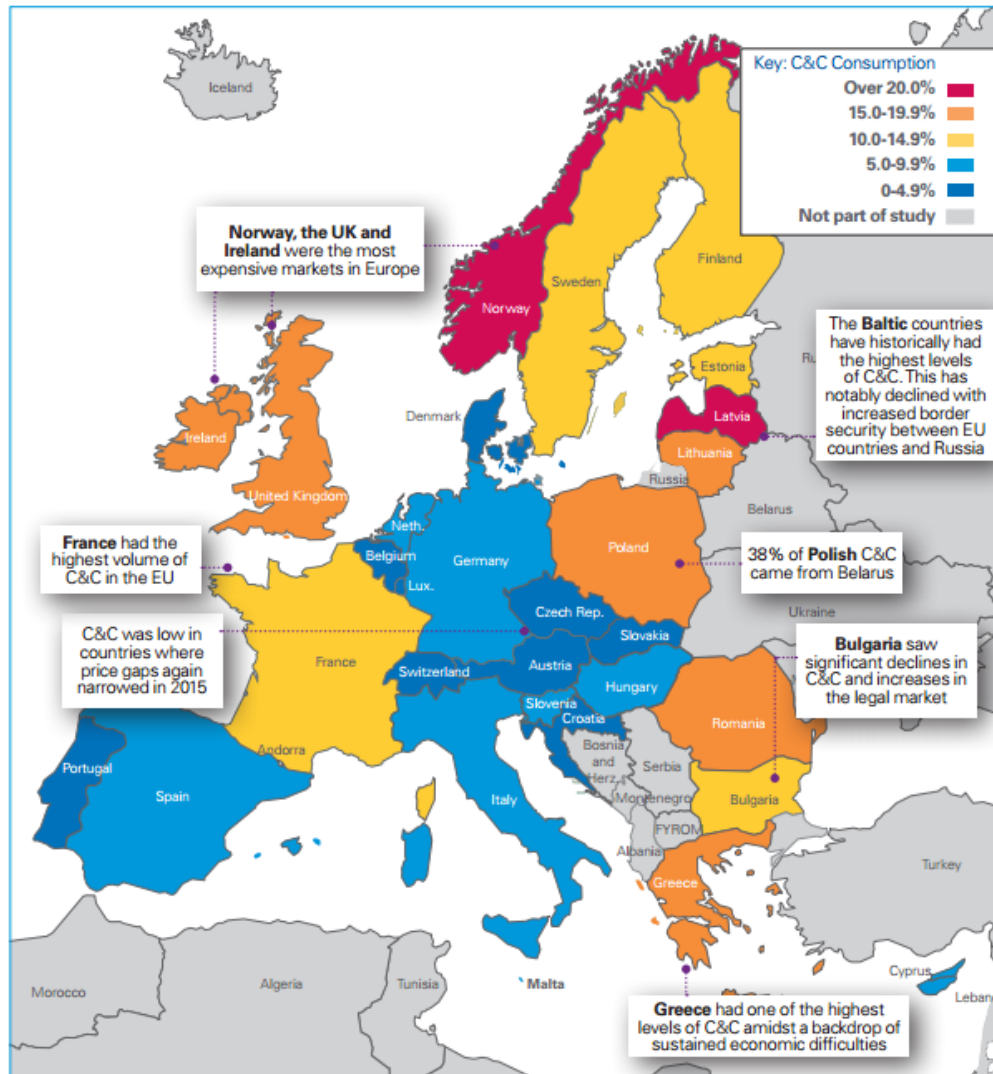 Iceland
Key: C&C Consumption
Over 20.0%
15.0-19.9%
10.0-14.9%
5.0-9.9%
0-4.9%
Not part of study
Norway, the UK and
Ireland were the most
expensive markets in Europe
Finland
Sweden
Norway
The Baltic countries
have historically had
the highest levels
of C&C. This has
notably declined with
increased border
security between EU
countries and Russia
Ru
Estonia
Denmark
Latvia
Ireland
Lithuania
Russia
United Kingdom
Belarus
Neth.
France had the
highest volume of
C&C in the EU
Belgium
Germany
Poland
38% of Polish C&C
came from Belarus
Lux.
Czech Rep.
Ukraine
C&C was low in
countries where
price gaps again
narrowed in 2015
Slovakia
Bulgaria saw
significant declines in
C&C and increases in
the legal market
France
Switzerland
Austria
Hungary
Slovenia
Croatia
Romania
Andorra
Bosnia
and
Herz.
Serbia
Portugal
Spain
Italy
Montenegro
Bulgaria
FYROM
Albania
Turkey
Greece
Cyprus
Malta
Leban
Morocco
Algeria
Tunisia
Greece had one of the highest
levels of C&C amidst a backdrop of
sustained economic difficulties